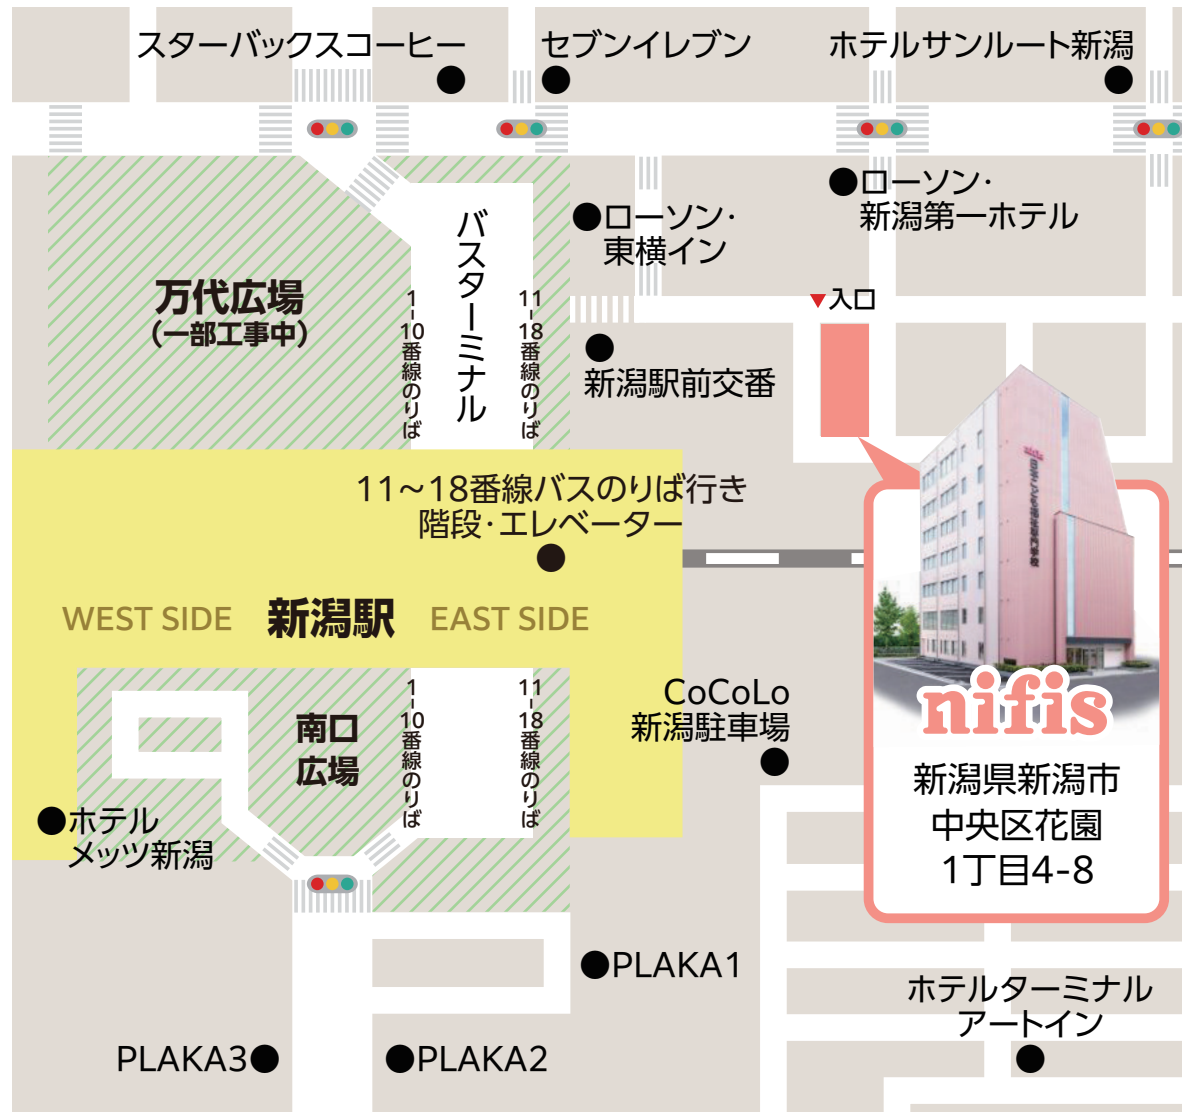 スターバックスコーヒー
セブンイレブン
ホテルサンルート新潟
ローソン・
新潟第一ホテル
ローソン・
東横イン
バスターミナル
万代広場
(一部工事中)
1-10番線のりば
11-18番線のりば
▼入口
新潟駅前交番
11～18番線バスのりば行き
階段・エレベーター
WEST SIDE
新潟駅
EAST SIDE
CoCoLo
新潟駐車場
南口
広場
1-10番線のりば
11-18番線のりば
nifis
新潟県新潟市
中央区花園
1丁目4-8
ホテル
メッツ新潟
PLAKA1
ホテルターミナル
アートイン
PLAKA3
PLAKA2